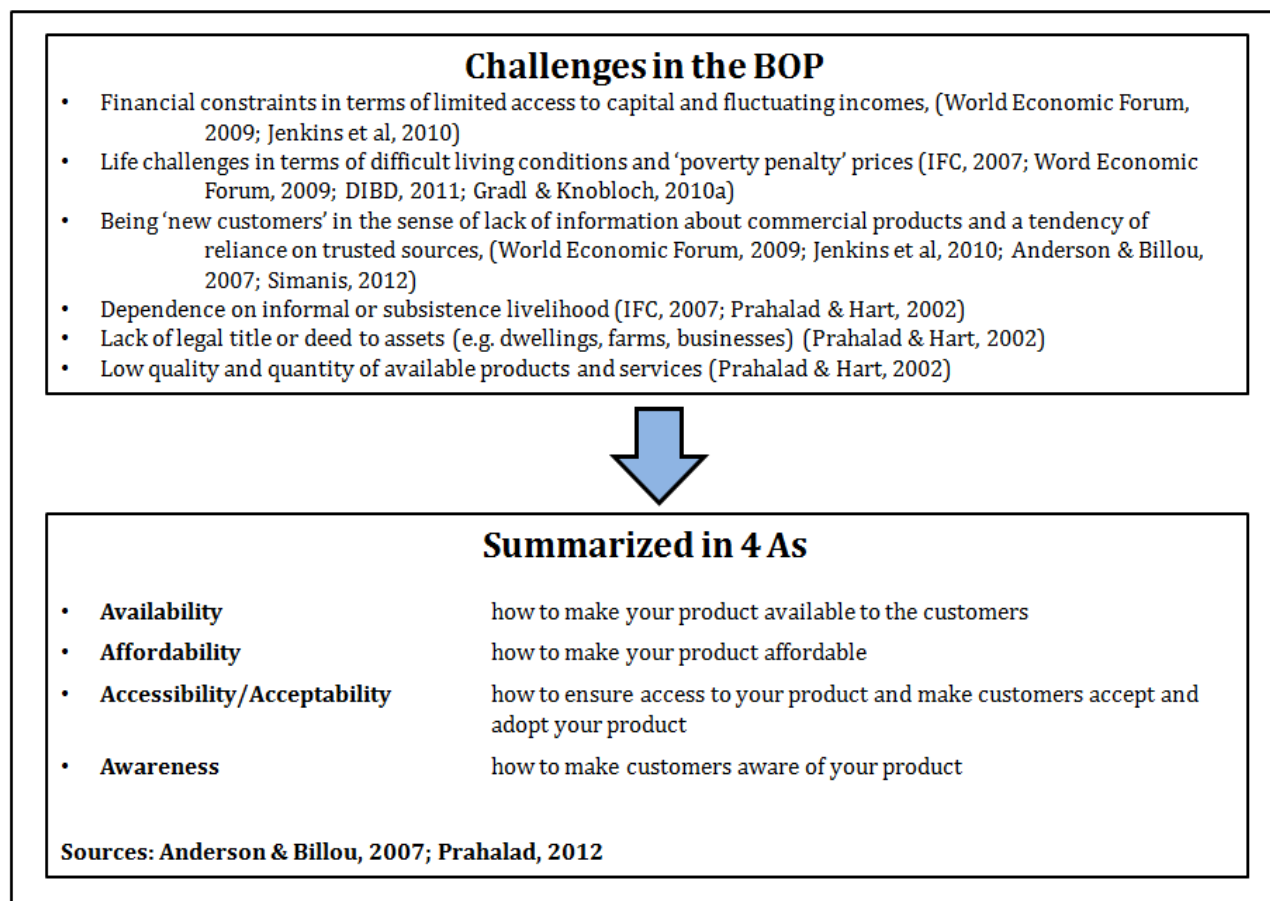 Challenges in the BOP
• Financial constraints in terms of limited access to capital and fluctuating incomes, (World Economic Forum,
2009; Jenkins et al, 2010)
• Life challenges in terms of difficult living conditions and ‘poverty penalty’ prices (IFC, 2007; Word Economic
Forum, 2009; DIBD, 2011; Gradl & Knobloch, 2010a)
• Being ‘new customers’ in the sense of lack of information about commercial products and a tendency of
reliance on trusted sources, (World Economic Forum, 2009; Jenkins et al, 2010; Anderson & Billou,
2007; Simanis, 2012)
• Dependence on informal or subsistence livelihood (IFC, 2007; Prahalad & Hart, 2002)
• Lack of legal title or deed to assets (e.g. dwellings, farms, businesses) (Prahalad & Hart, 2002)
• Low quality and quantity of available products and services (Prahalad & Hart, 2002)
Summarized in 4 As
• Availability how to make your product available to the customers
• Affordability how to make your product affordable
• Accessibility/Acceptability how to ensure access to your product and make customers accept and
adopt your product
• Awareness how to make customers aware of your product
Sources: Anderson & Billou, 2007; Prahalad, 2012